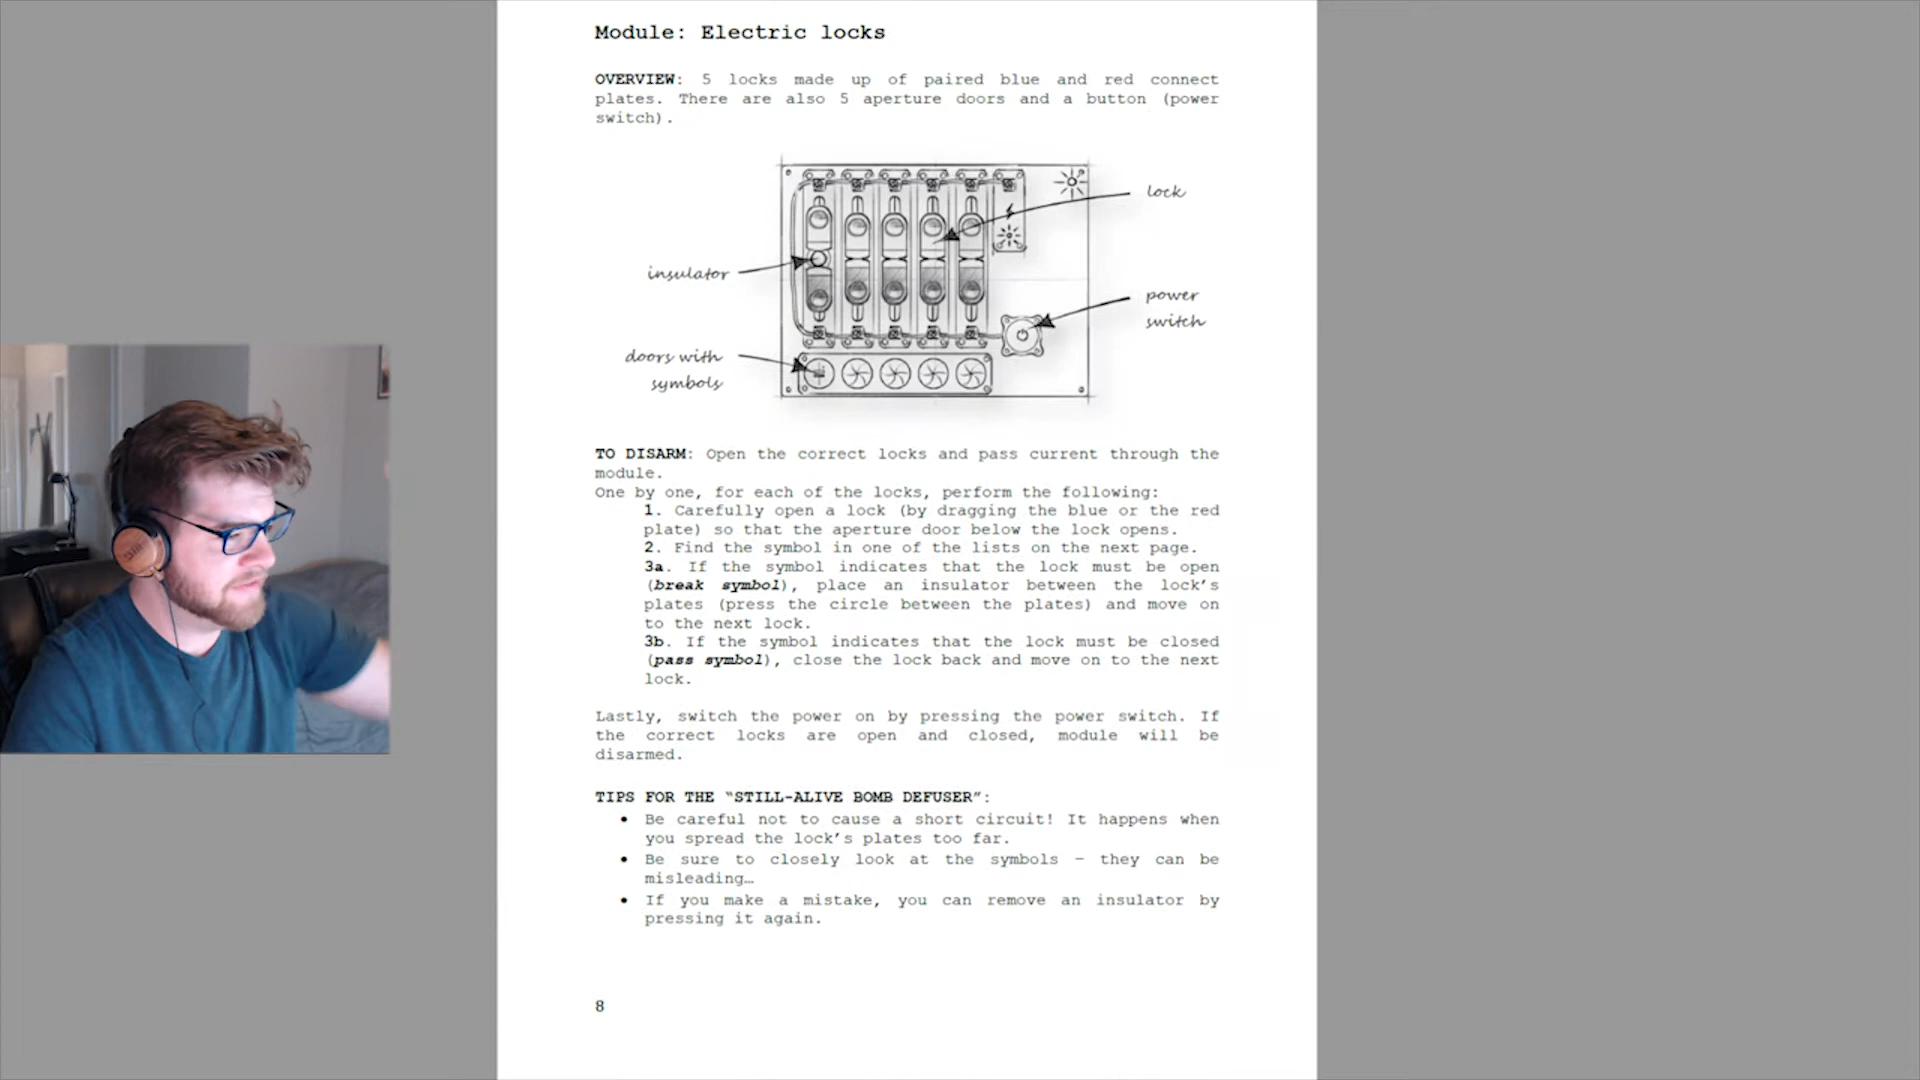 Module: Electric locks
OVERVIEW: 5 locks made up of paired blue and red connect
plates. There are also 5 aperture doors and a button (power
switch).
lock
insulator
power
switch
doors with
symbols
TO DISARM: Open the correct locks and pass current through the
module.
One by one, for each of the locks, perform the following:
1. Carefully open a lock (by dragging the blue or the red
plate) so that the aperture door below the lock opens.
2. Find the symbol in one of the lists on the next page.
3a. If the symbol indicates that the lock must be open
(break symbol), place an insulator between the lock's
plates (press the circle between the plates) and move on
to the next lock.
3b. If the symbol indicates that the lock must be closed
(pass symbol), close the lock back and move on to the next
lock.
Lastly, switch the power on by pressing the power switch. If
the correct locks are open and closed, module will be
disarmed.
TIPS FOR THE “STILL-ALIVE BOMB DEFUSER”:
• Be careful not to cause a short circuit! It happens when
you spread the lock's plates too far.
• Be sure to closely look at the symbols – they can be
misleading…
• If you make a mistake, you can remove an insulator by
pressing it again.
8